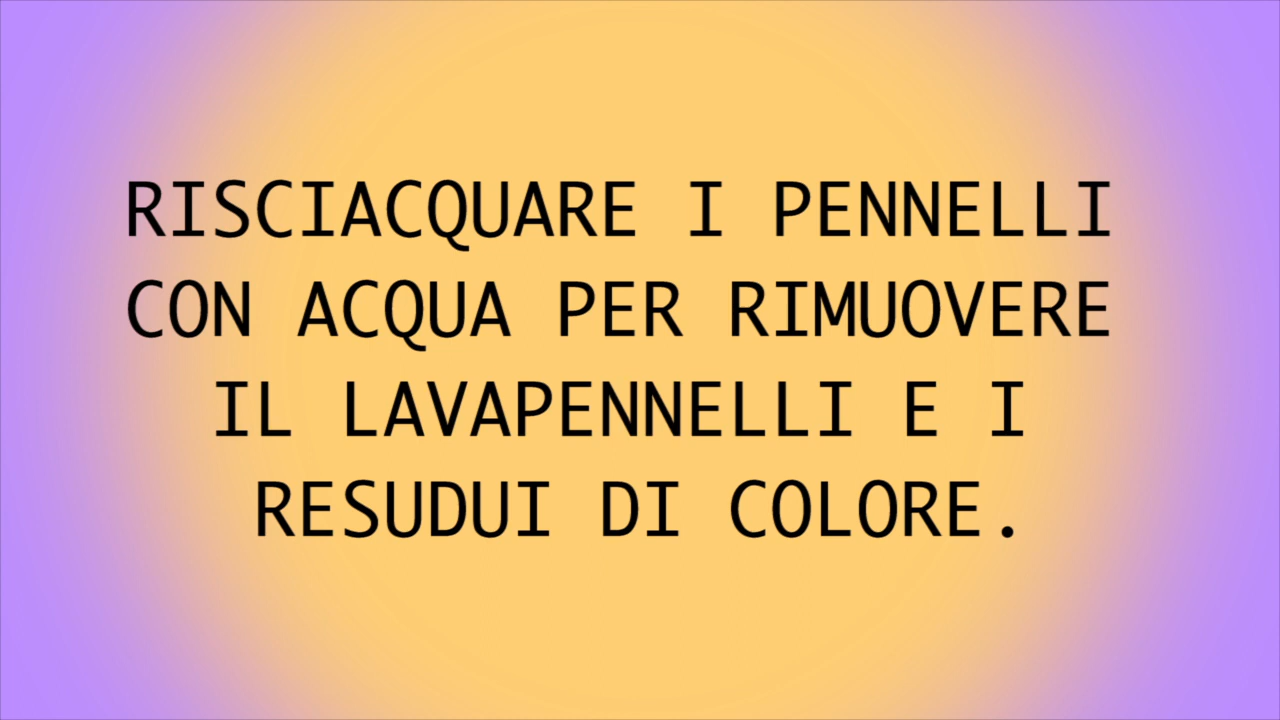 RISCIACQUARE I PENNELLI
CON ACQUA PER RIMUOVERE
IL LAVAPENNELLI E I
RESUDUI DI COLORE.